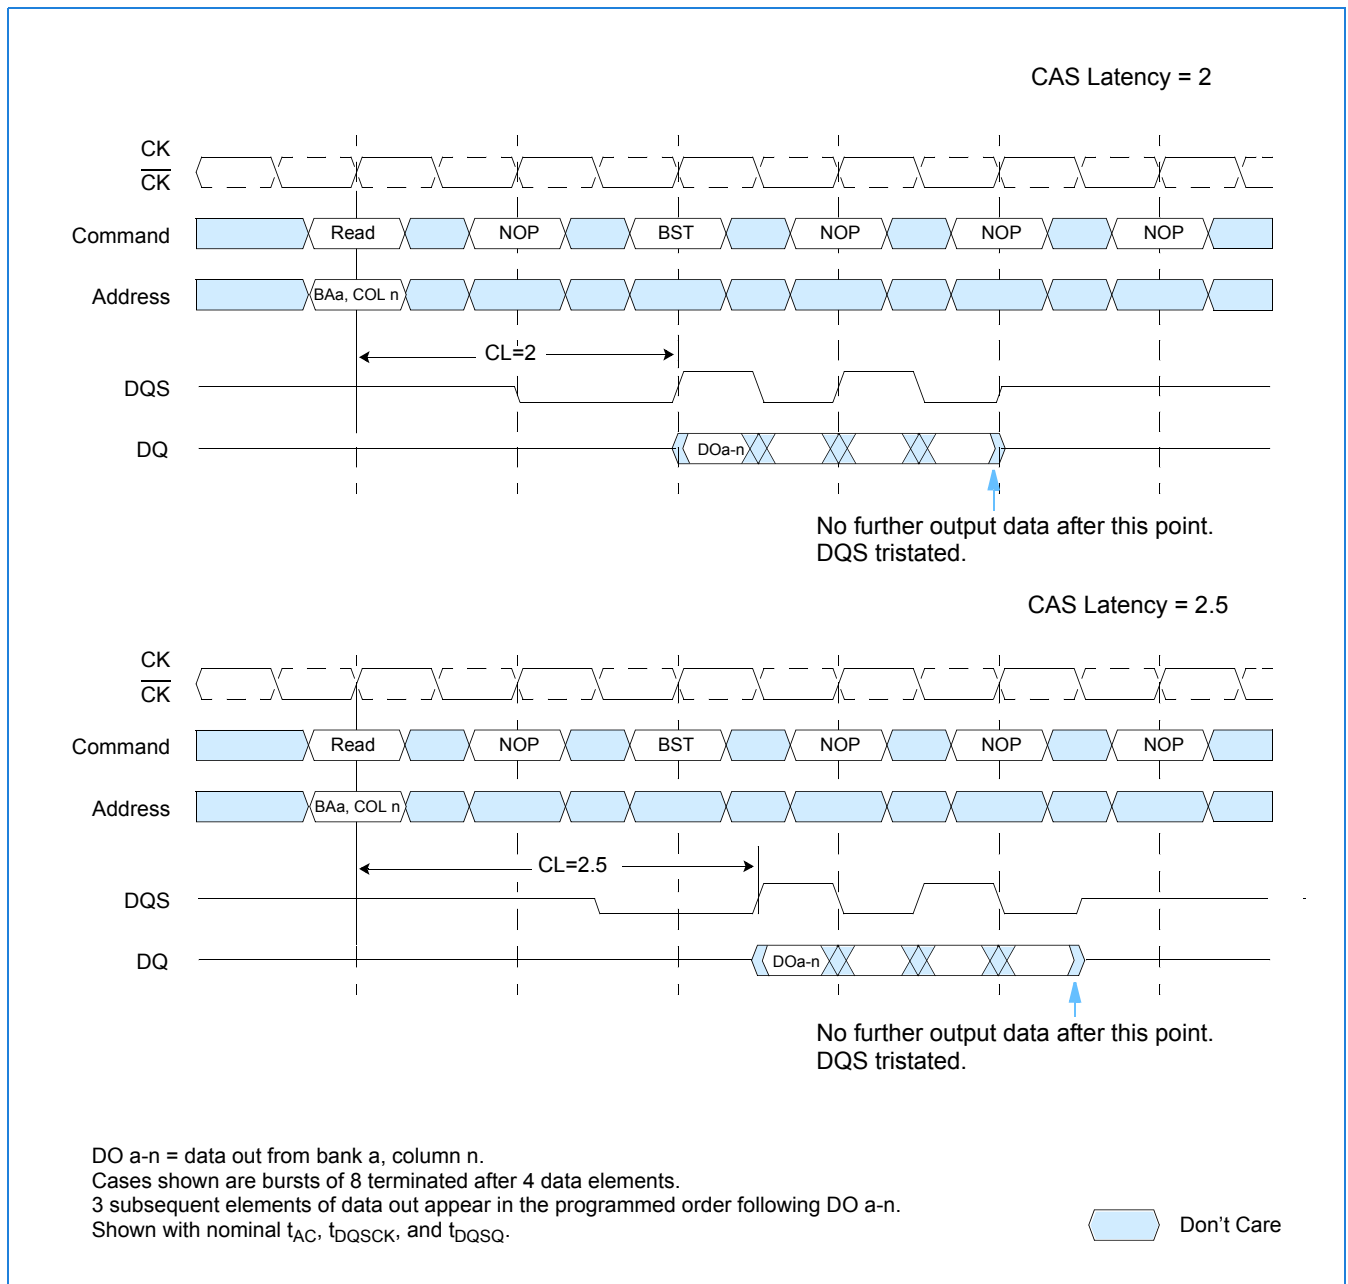 CAS Latency = 2
CK
CK
Command Read NOP BST NOP NOP NOP
Address BAa, COL n
CL=2
DQS
DQ DOa-n
No further output data after this point.
DQS tristated.
CAS Latency = 2.5
CK
CK
Command Read NOP BST NOP NOP NOP
Address BAa, COL n
CL=2.5
DQS
DQ DOa-n
No further output data after this point.
DQS tristated.
DO a-n = data out from bank a, column n.
Cases shown are bursts of 8 terminated after 4 data elements.
3 subsequent elements of data out appear in the programmed order following DO a-n.
Shown with nominal tAC, tDQSCK, and tDQSQ.
Don't Care